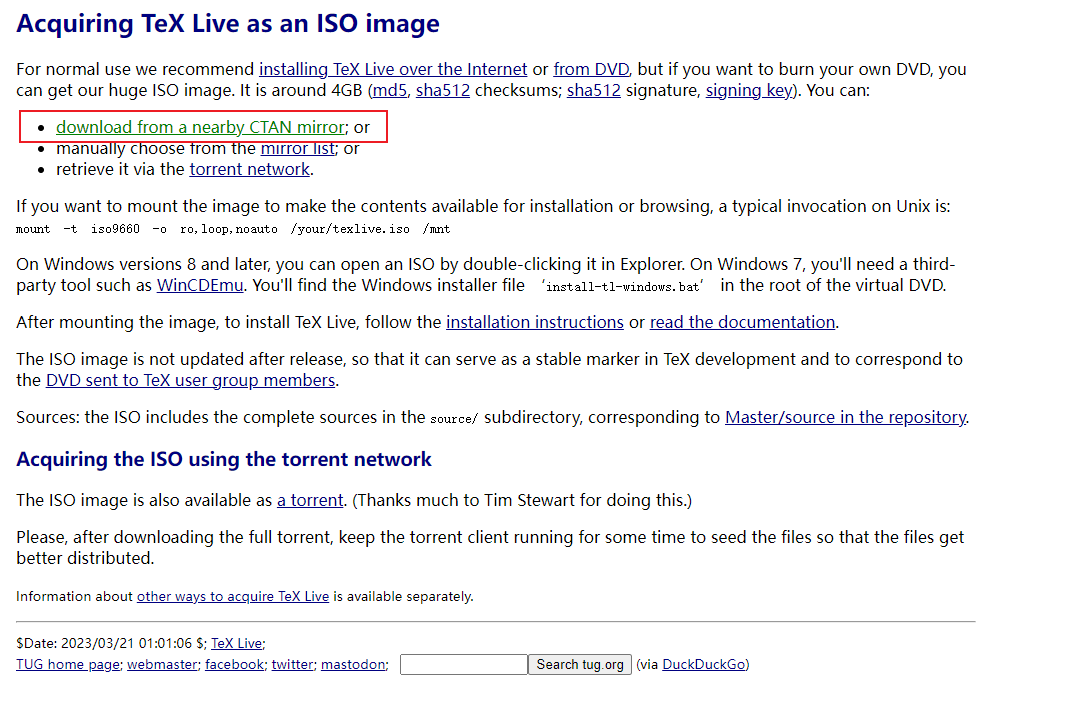 Acquiring TeX Live as an ISO image
For normal use we recommend installing TeX Live over the Internet or from DVD, but if you want to burn your own DVD, you
can get our huge ISO image. It is around 4GB (md5, sha512 checksums; sha512 signature, signing key). You can:
• download from a nearby CTAN mirror; or
• manually choose from the mirror list; or
• retrieve it via the torrent network.
If you want to mount the image to make the contents available for installation or browsing, a typical invocation on Unix is:
mount -t iso9660 -o ro,loop,noauto /your/texlive.iso /mnt
On Windows versions 8 and later, you can open an ISO by double-clicking it in Explorer. On Windows 7, you'll need a third-
party tool such as WinCDEmu. You'll find the Windows installer file ‘install-tl-windows.bat’ in the root of the virtual DVD.
After mounting the image, to install TeX Live, follow the installation instructions or read the documentation.
The ISO image is not updated after release, so that it can serve as a stable marker in TeX development and to correspond to
the DVD sent to TeX user group members.
Sources: the ISO includes the complete sources in the source/ subdirectory, corresponding to Master/source in the repository.
Acquiring the ISO using the torrent network
The ISO image is also available as a torrent. (Thanks much to Tim Stewart for doing this.)
Please, after downloading the full torrent, keep the torrent client running for some time to seed the files so that the files get
better distributed.
Information about other ways to acquire TeX Live is available separately.
$Date: 2023/03/21 01:01:06 $; TeX Live;
TUG home page; webmaster; facebook; twitter; mastodon; Search tug.org (via DuckDuckGo)